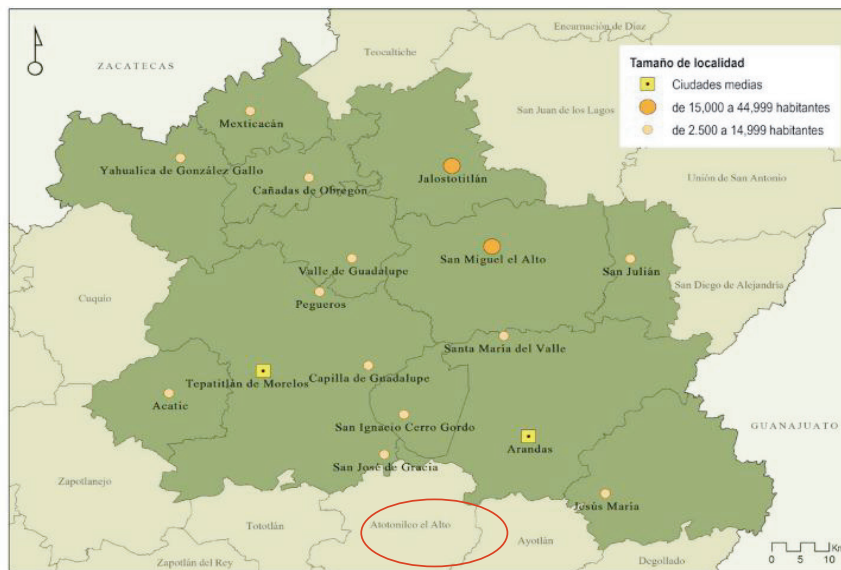 Encarnación de Díaz
Teocaltiche
ZACATECAS
Tamaño de localidad
Ciudades medias
de 15,000 a 44,999 habitantes
de 2.500 a 14,999 habitantes
San Juan de los Lagos
Mexticacán
Yahualica de González Gallo
Cañadas de Obregón
Jalostotitlán
Unión de San Antonio
Valle de Guadalupe
San Miguel el Alto
San Julián
San Diego de Alejandría
Cuquío
Pegueros
Santa María del Valle
Tepatitlán de Morelos
Capilla de Guadalupe
Acatic
San Ignacio Cerro Gordo
GUANAJUATO
Arandas
San José de Gracia
Zapotlanejo
Jesús María
Tototlán
Atotonilco el Alto
Ayotlán
Zapotlán del Rey
Degollado
Km
0 5 10